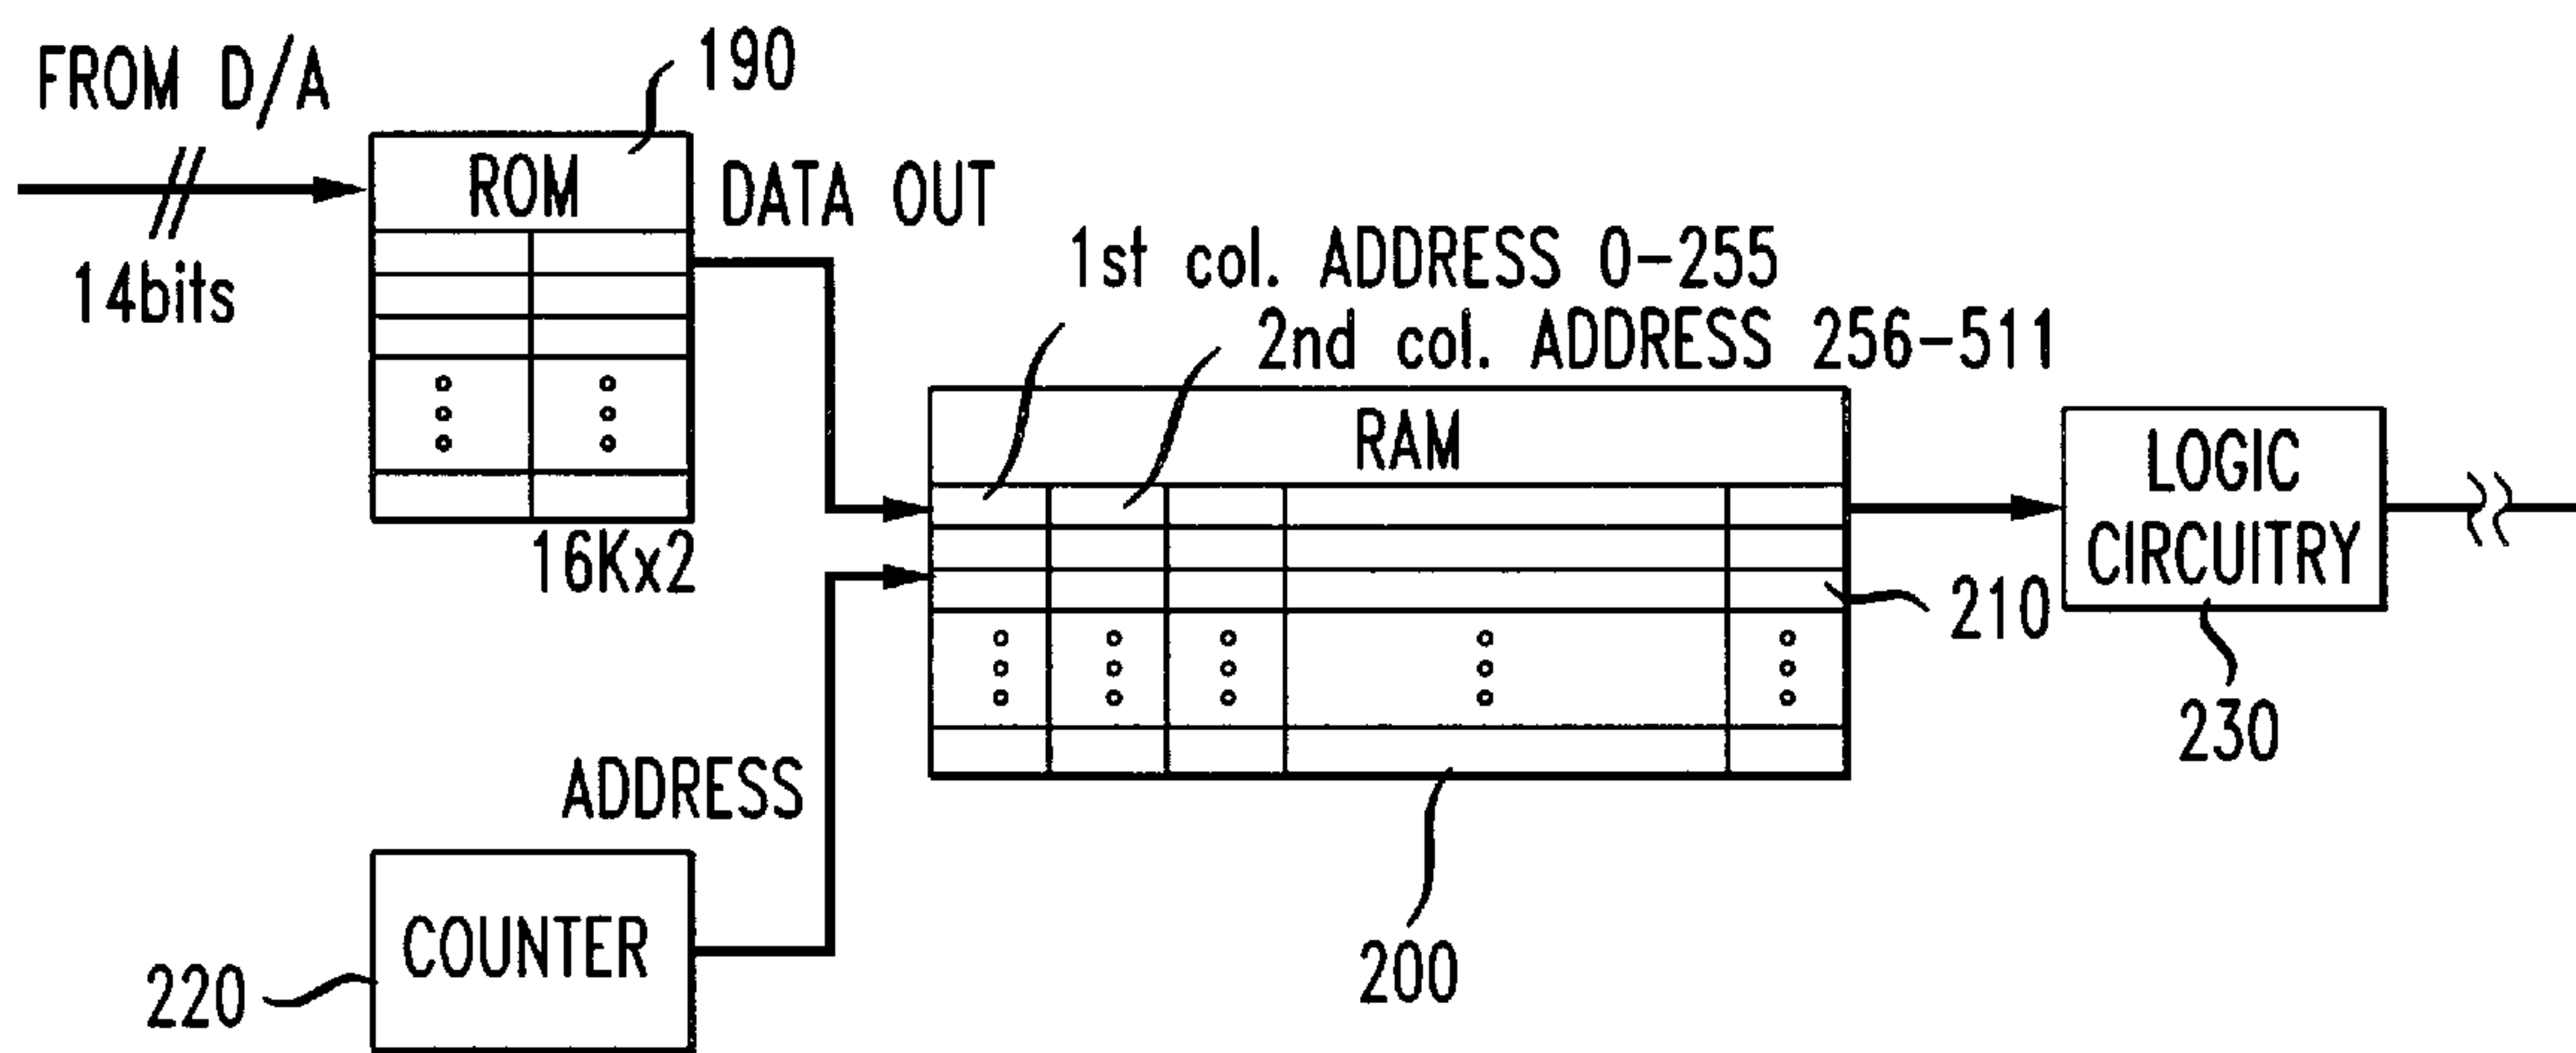 FROM D/A
190
ROM
DATA OUT
14bits
1st col. ADDRESS 0-255
2nd col. ADDRESS 256-511
RAM
LOGIC
CIRCUITRY
16Kx2
210
230
ADDRESS
COUNTER
220
200